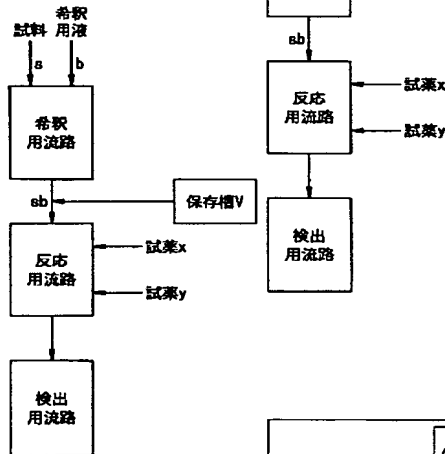 希釈
試料 用液
a b
希釈
用流路
ab
保存槽V
反応
用流路
試薬x
試薬y
検出
用流路
ab
反応
用流路
試薬x
試薬y
検出
用流路